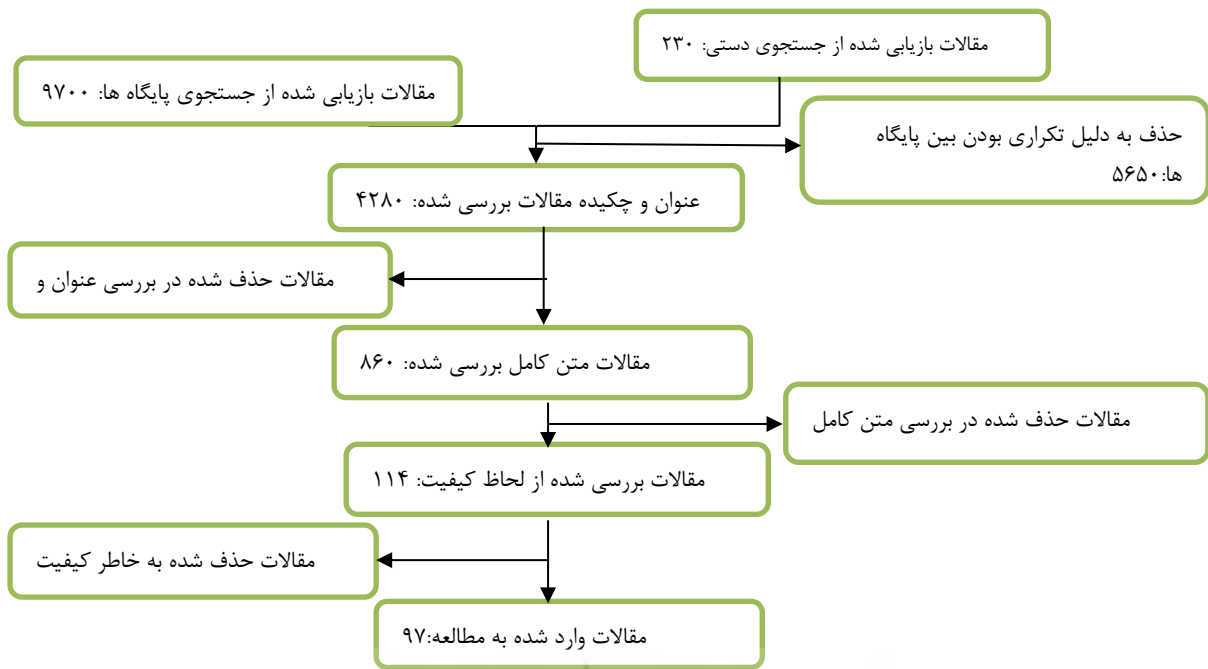 مقالات بازیابی شده از جستجوی دستی: ۲۳۰
مقالات بازیابی شده از جستجوی پایگاه ها: ۹۷۰۰
حذف به دلیل تکراری بودن بین پایگاه
ها:۵۶۵۰
عنوان و چکیده مقالات بررسی شده: ۴۲۸۰
مقالات حذف شده در بررسی عنوان و
مقالات متن کامل بررسی شده: ۸۶۰
مقالات حذف شده در بررسی متن کامل
مقالات بررسی شده از لحاظ کیفیت: ۱۱۴
مقالات حذف شده به خاطر کیفیت
مقالات وارد شده به مطالعه:۹۷